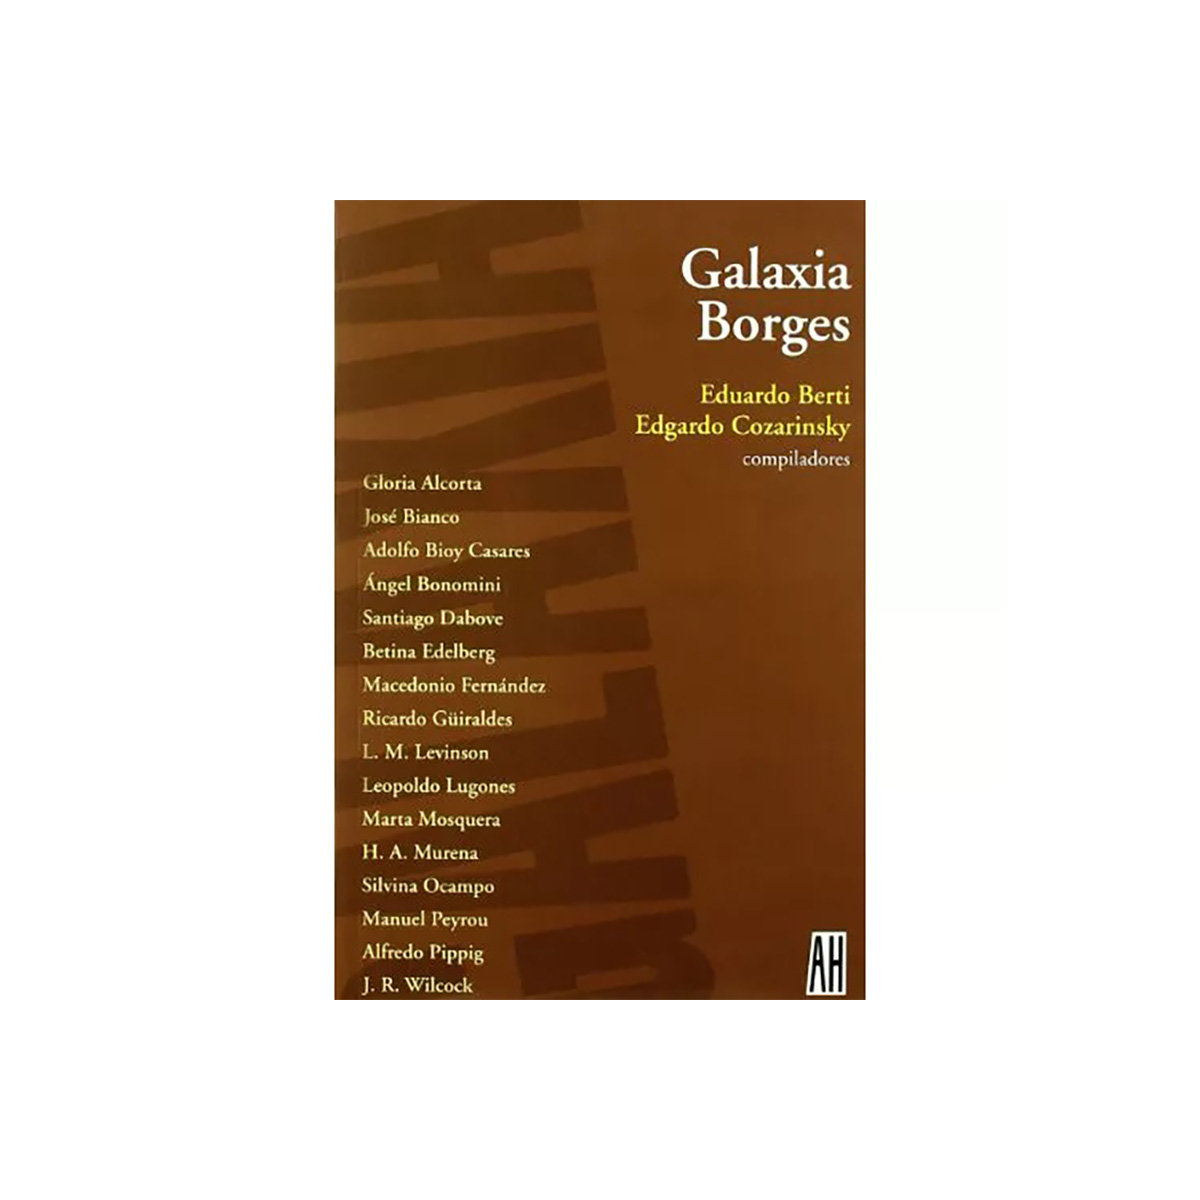 Galaxia
Borges
Eduardo Berti
Edgardo Cozarinsky
compiladores
Gloria Alcorta
José Bianco
Adolfo Bioy Casares
Ángel Bonomini
Santiago Dabove
Betina Edelberg
Macedonio Fernández
Ricardo Güiraldes
L. M. Levinson
Leopoldo Lugones
Marta Mosquera
H. A. Murena
Silvina Ocampo
Manuel Peyrou
Alfredo Pippig
J. R. Wilcock
AH